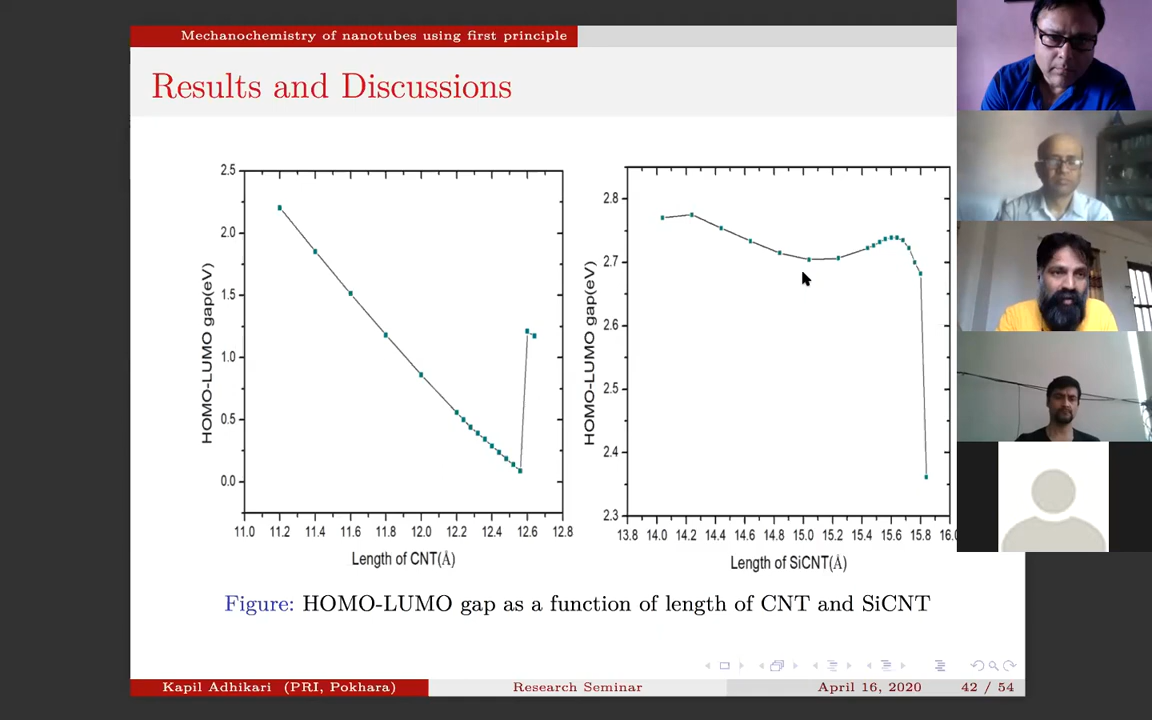 Mechanochemistry of nanotubes using first principle
Results and Discussions
2.5
2.0
1.5
1.0
0.5
0.0
HOMO-LUMO gap(eV)
11.0 11.2 11.4 11.6 11.8 12.0 12.2 12.4 12.6 12.8
Length of CNT(Å)
2.8
2.7
2.6
2.5
2.4
2.3
HOMO-LUMO gap(eV)
13.8 14.0 14.2 14.4 14.6 14.8 15.0 15.2 15.4 15.6 15.8 16.0
Length of SiCNT(Å)
Figure: HOMO-LUMO gap as a function of length of CNT and SiCNT
Kapil Adhikari (PRI, Pokhara) Research Seminar April 16, 2020 42 / 54